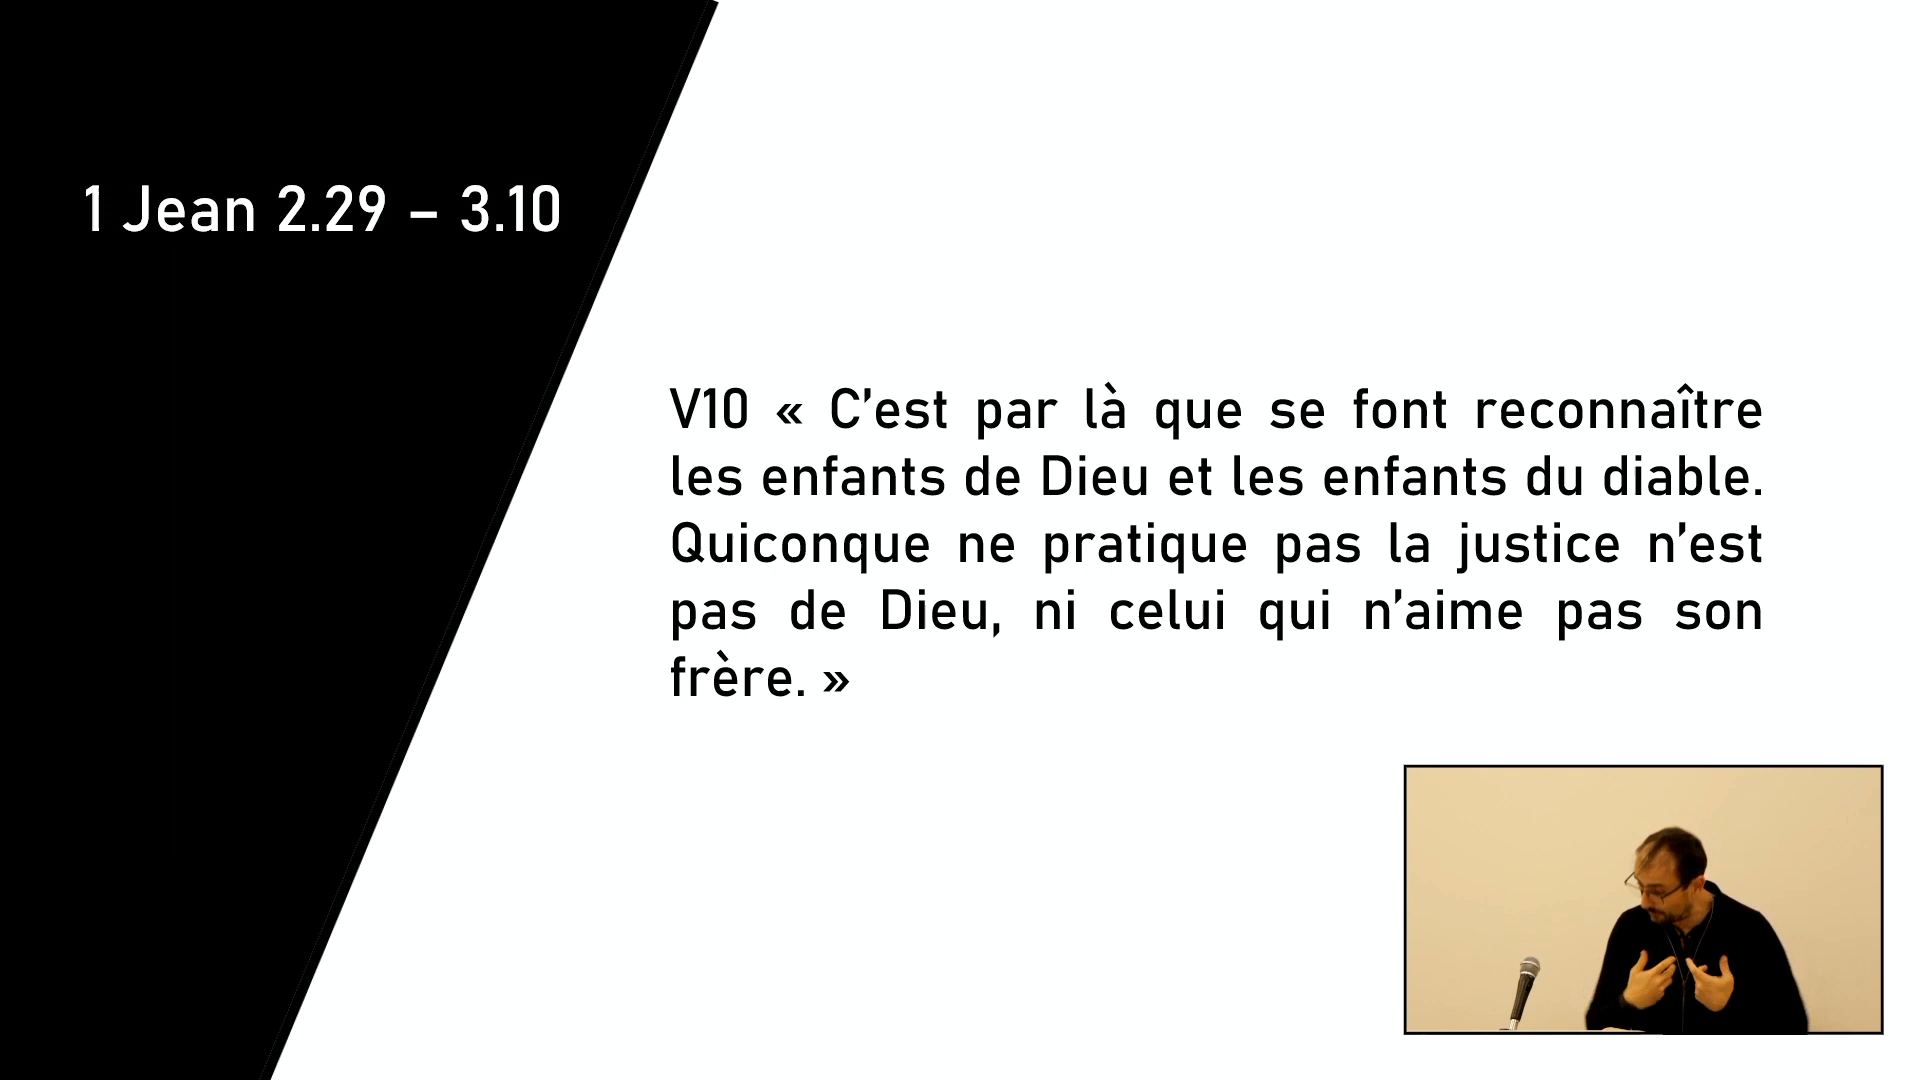 1 Jean 2.29 – 3.10
V10 « C’est par là que se font reconnaître
les enfants de Dieu et les enfants du diable.
Quiconque ne pratique pas la justice n’est
pas de Dieu, ni celui qui n’aime pas son
frère. »